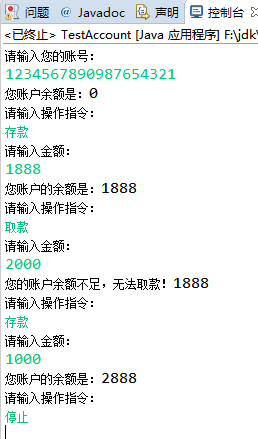 问题 @ Javadoc 声明 控制台
<已终止> TestAccount [Java 应用程序] F:\jdk\
请输入您的账号:
1234567890987654321
您账户余额是:0
请输入操作指令:
存款
请输入金额:
1888
您账户的余额是:1888
请输入操作指令:
取款
请输入金额:
2000
您的账户余额不足,无法取款! 1888
请输入操作指令:
存款
请输入金额:
1000
您账户的余额是:2888
请输入操作指令:
停止